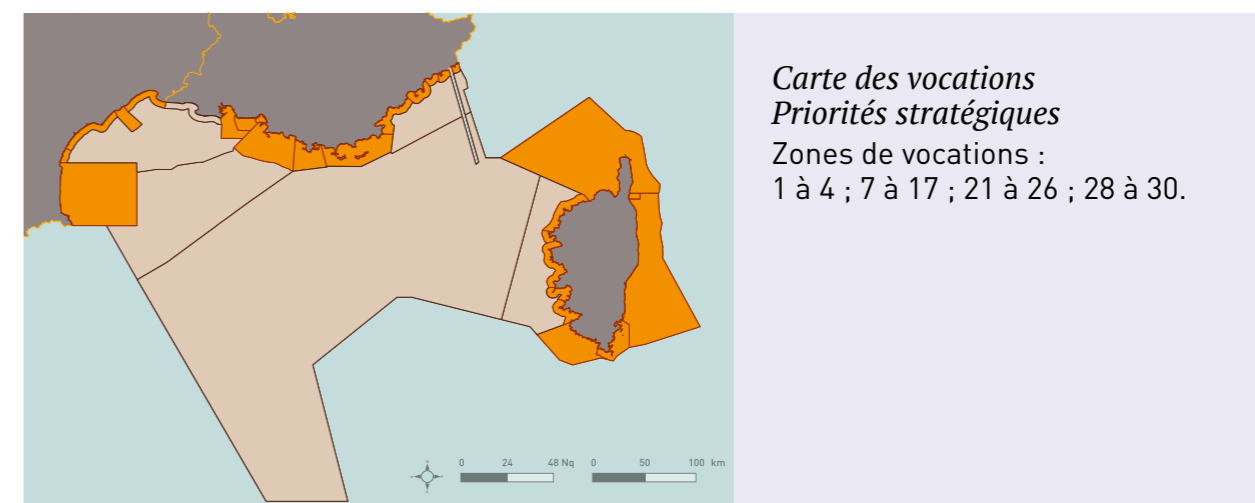 Carte des vocations
Priorités stratégiques
Zones de vocations :
1 à 4 ; 7 à 17 ; 21 à 26 ; 28 à 30.
0 24 48 Nq 0 50 100 km